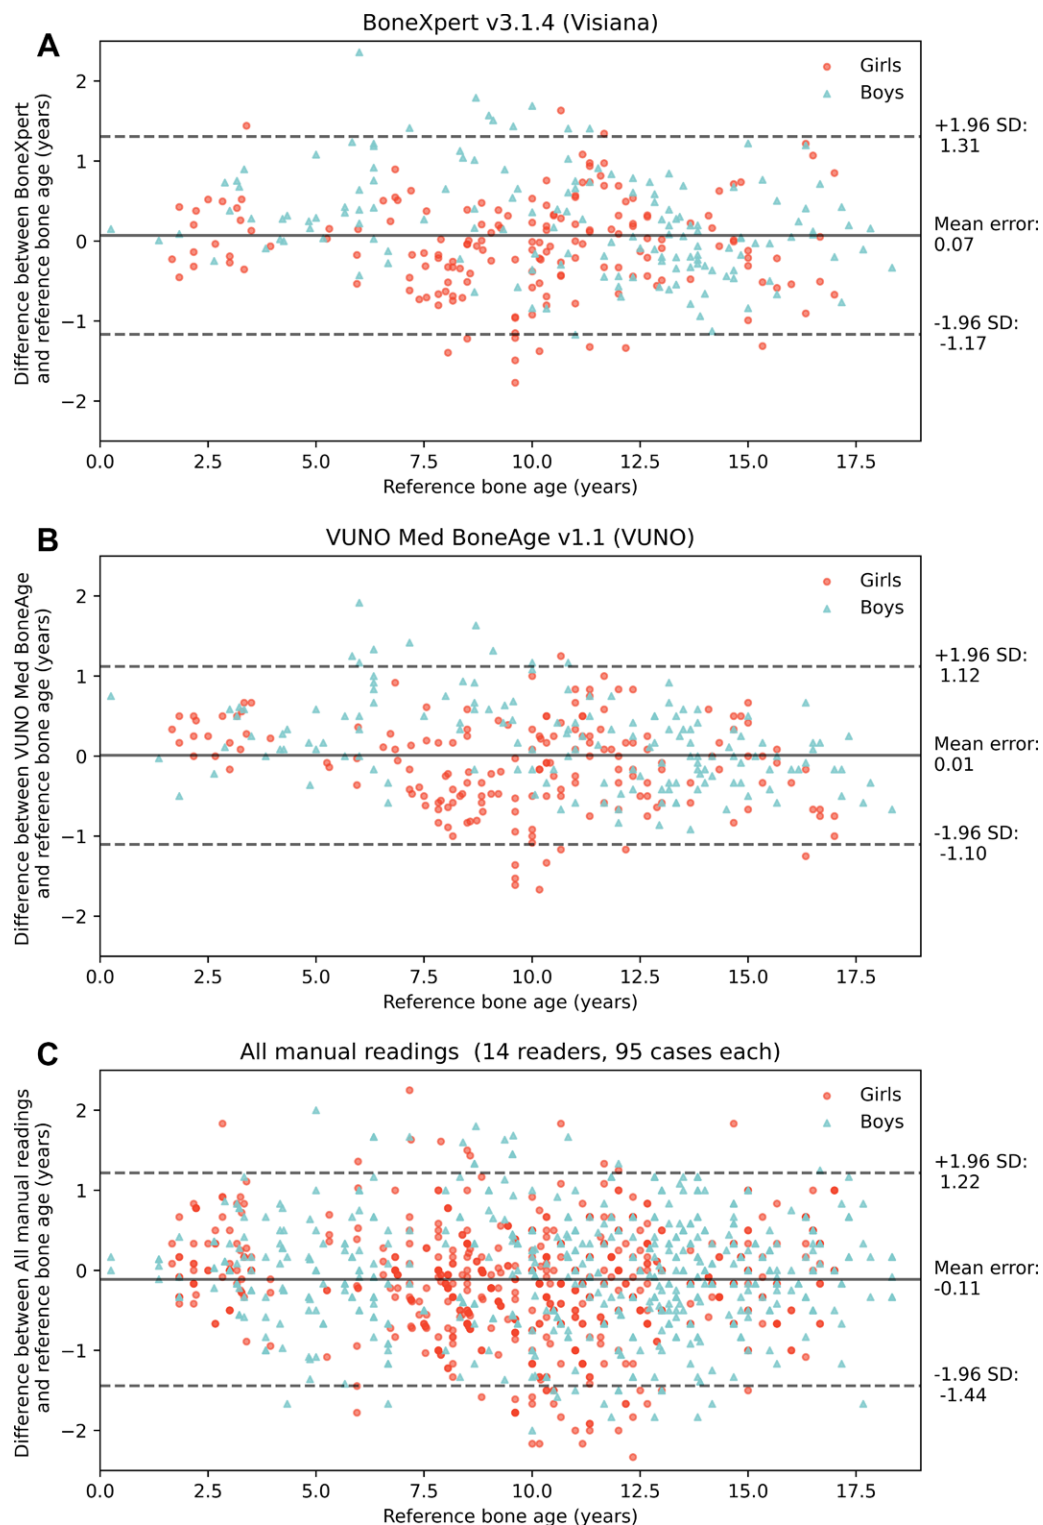 A
BoneXpert v3.1.4 (Visiana)
Difference between BoneXpert
and reference bone age (years)
2
1
0
−1
−2
Girls
Boys
+1.96 SD:
1.31
Mean error:
0.07
-1.96 SD:
-1.17
0.0 2.5 5.0 7.5 10.0 12.5 15.0 17.5
Reference bone age (years)
B
VUNO Med BoneAge v1.1 (VUNO)
Difference between VUNO Med BoneAge
and reference bone age (years)
2
1
0
−1
−2
Girls
Boys
+1.96 SD:
1.12
Mean error:
0.01
-1.96 SD:
-1.10
0.0 2.5 5.0 7.5 10.0 12.5 15.0 17.5
Reference bone age (years)
C
All manual readings (14 readers, 95 cases each)
Difference between All manual readings
and reference bone age (years)
2
1
0
−1
−2
Girls
Boys
+1.96 SD:
1.22
Mean error:
-0.11
-1.96 SD:
-1.44
0.0 2.5 5.0 7.5 10.0 12.5 15.0 17.5
Reference bone age (years)